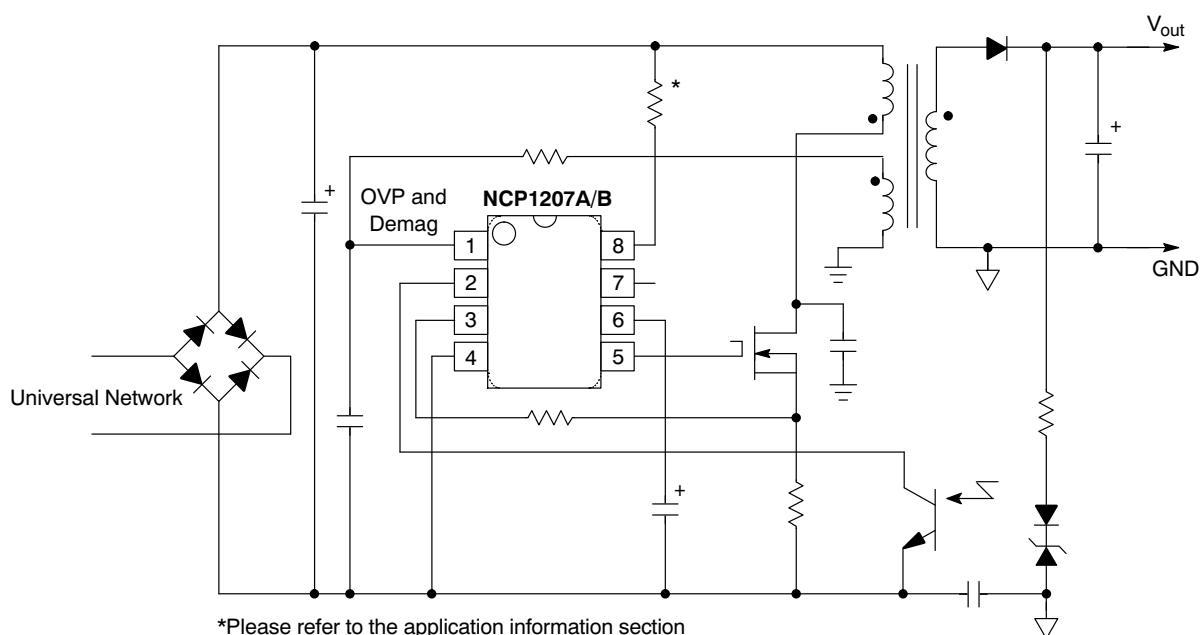 Vout
*
+
+
OVP and
Demag
NCP1207A/B
1
8
2
7
3
6
4
5
GND
Universal Network
+
*Please refer to the application information section